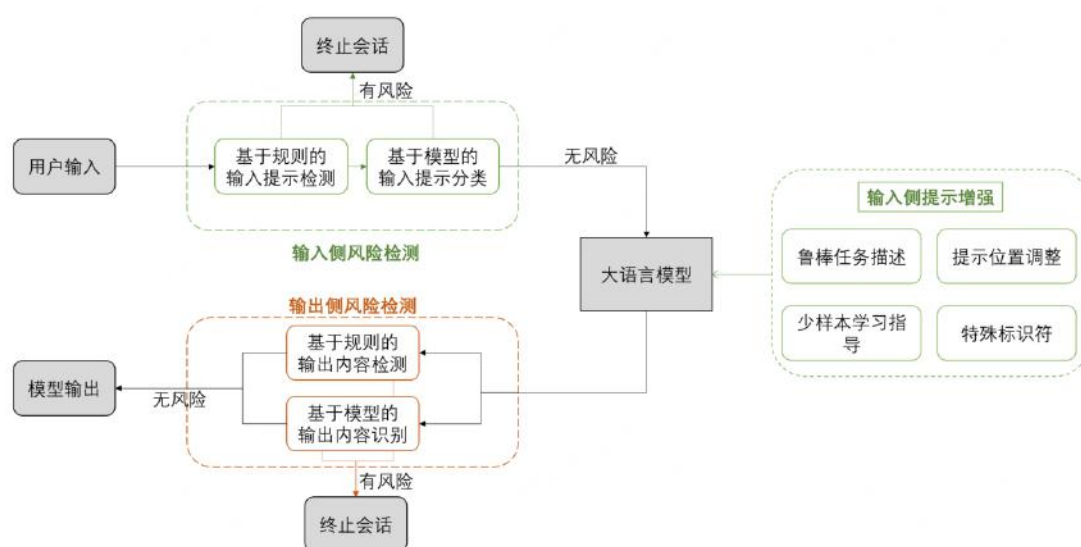 终止会话
有风险
用户输入
基于规则的
输入提示检测
基于模型的
输入提示分类
无风险
输入侧风险检测
输入侧提示增强
鲁棒任务描述
提示位置调整
少样本学习指
导
特殊标识符
大语言模型
输出侧风险检测
基于规则的
输出内容检测
基于模型的
输出内容识别
模型输出
无风险
有风险
终止会话